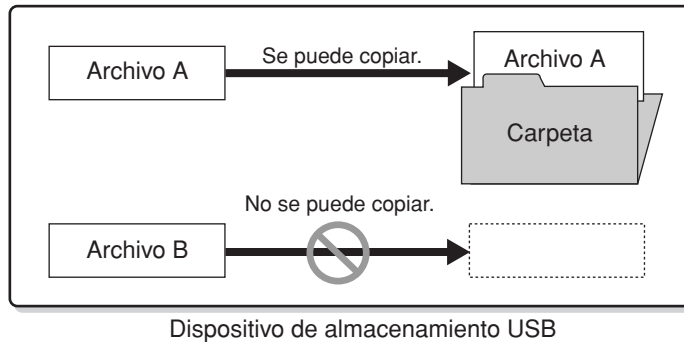 Archivo A
Se puede copiar.
Archivo A
Carpeta
No se puede copiar.
Archivo B
Dispositivo de almacenamiento USB